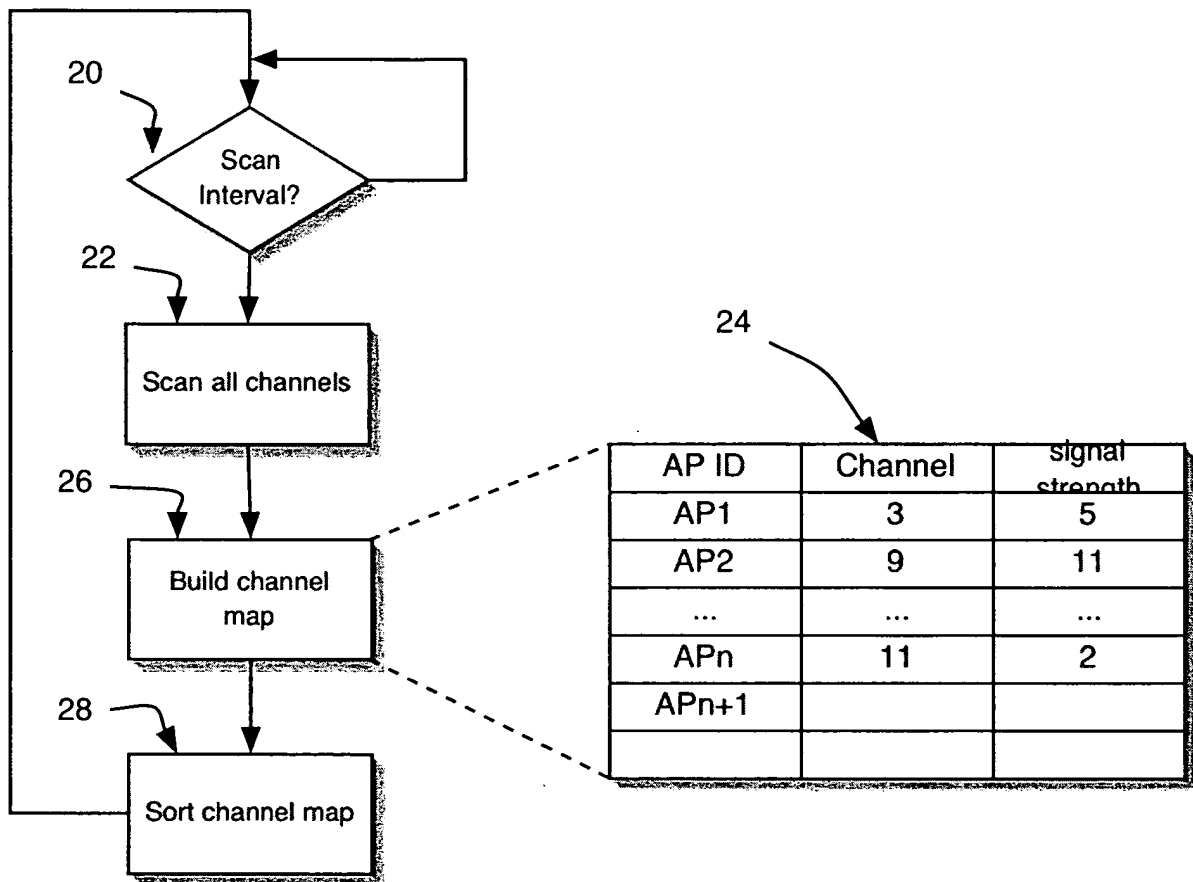 20
Scan
Interval?
22
Scan all channels
24
26
Build channel
map
AP ID Channel signal
strength
AP1 3 5
AP2 9 11
... ... ...
APn 11 2
APn+1
28
Sort channel map